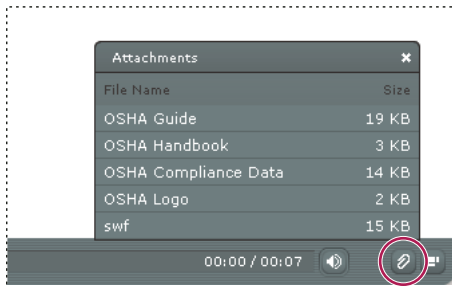 Attachments
File Name Size
OSHA Guide 19 KB
OSHA Handbook 3 KB
OSHA Compliance Data 14 KB
OSHA Logo 2 KB
swf 15 KB
00:00 / 00:07